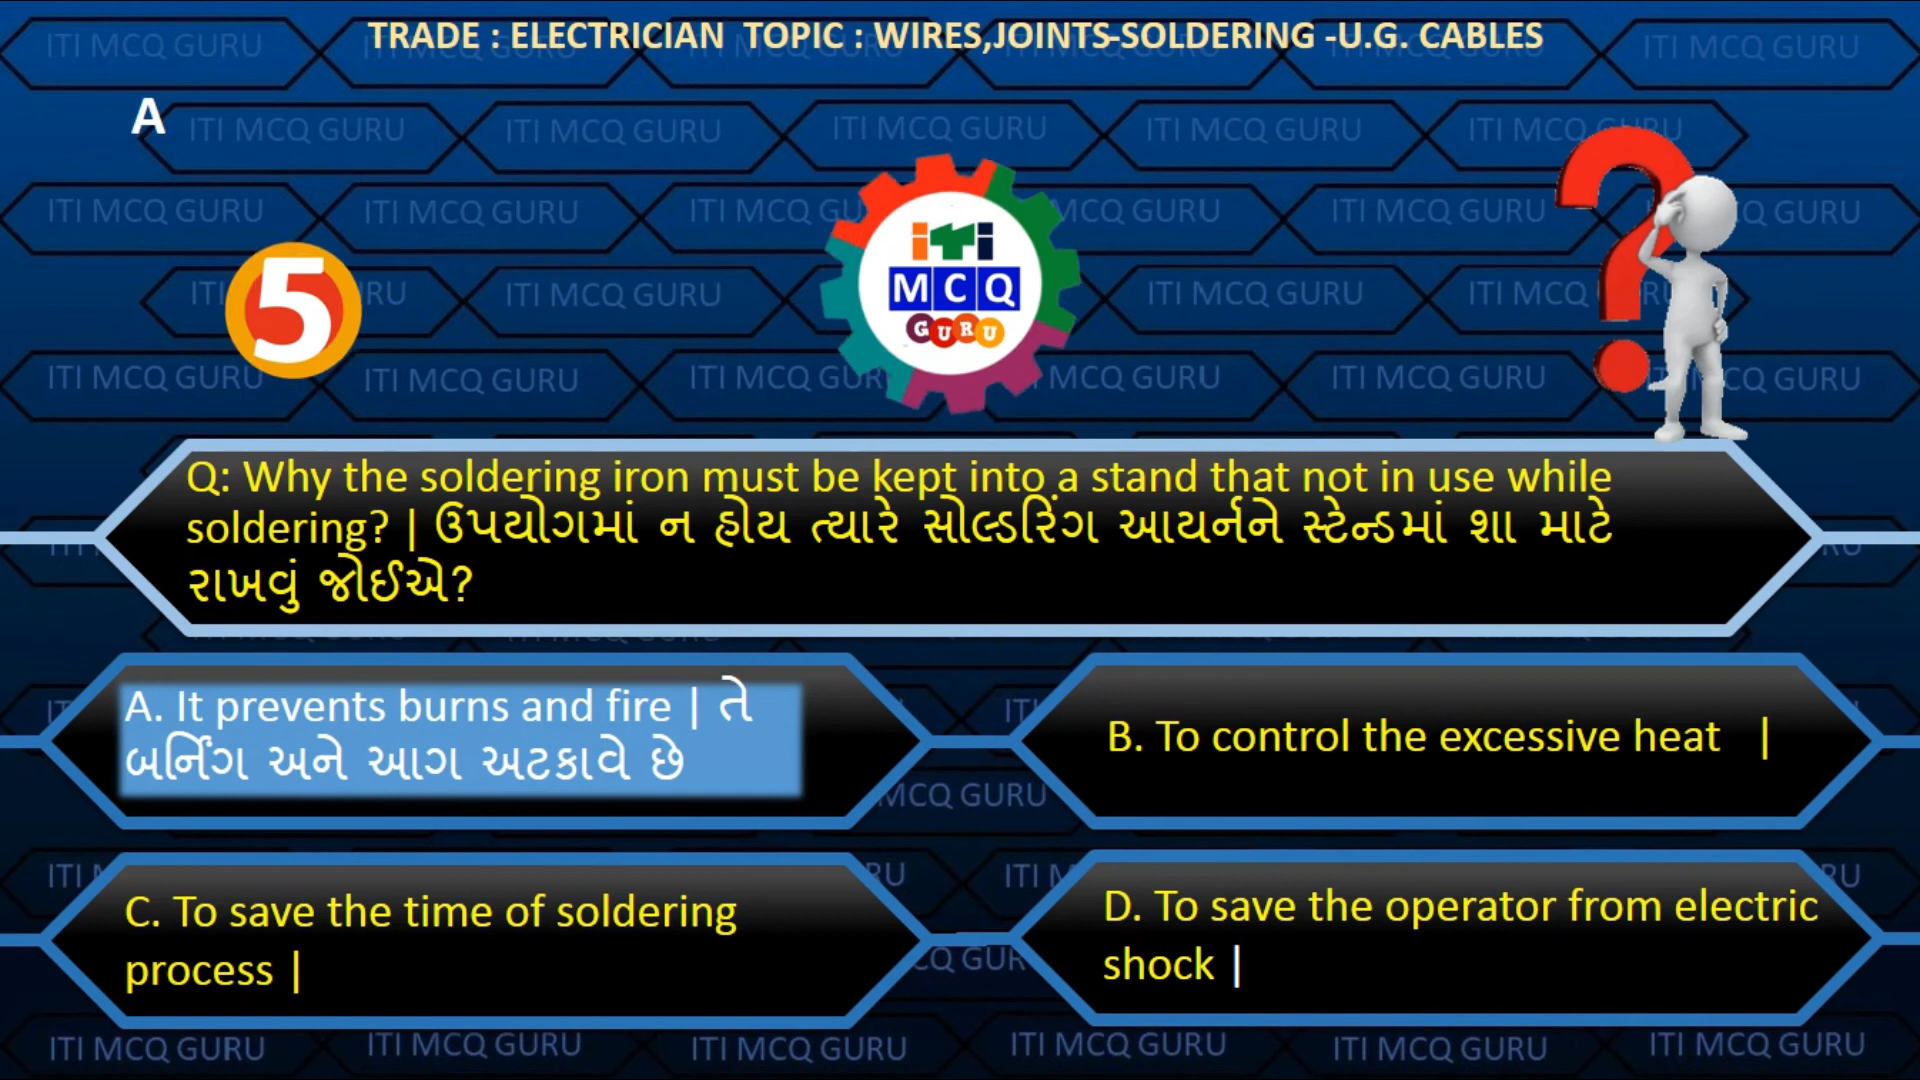 TRADE : ELECTRICIAN TOPIC : WIRES,JOINTS-SOLDERING -U.G. CABLES
A
5
iTi
MCQ
GURU
Q: Why the soldering iron must be kept into a stand that not in use while
soldering? | ઉપયોગમાં ન હોય ત્યારે સોલ્ડરિંગ આયર્નને સ્ટેન્ડમાં શા માટે
રાખવું જોઈએ?
A. It prevents burns and fire | તે
બર્નિંગ અને આગ અટકાવે છે
B. To control the excessive heat |
C. To save the time of soldering
process |
D. To save the operator from electric
shock |
ITI MCQ GURU